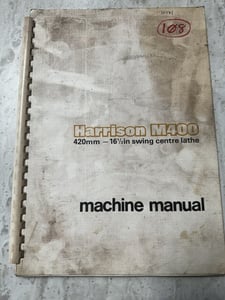 108
Harrison M400
420mm – 16½in swing centre lathe
machine manual